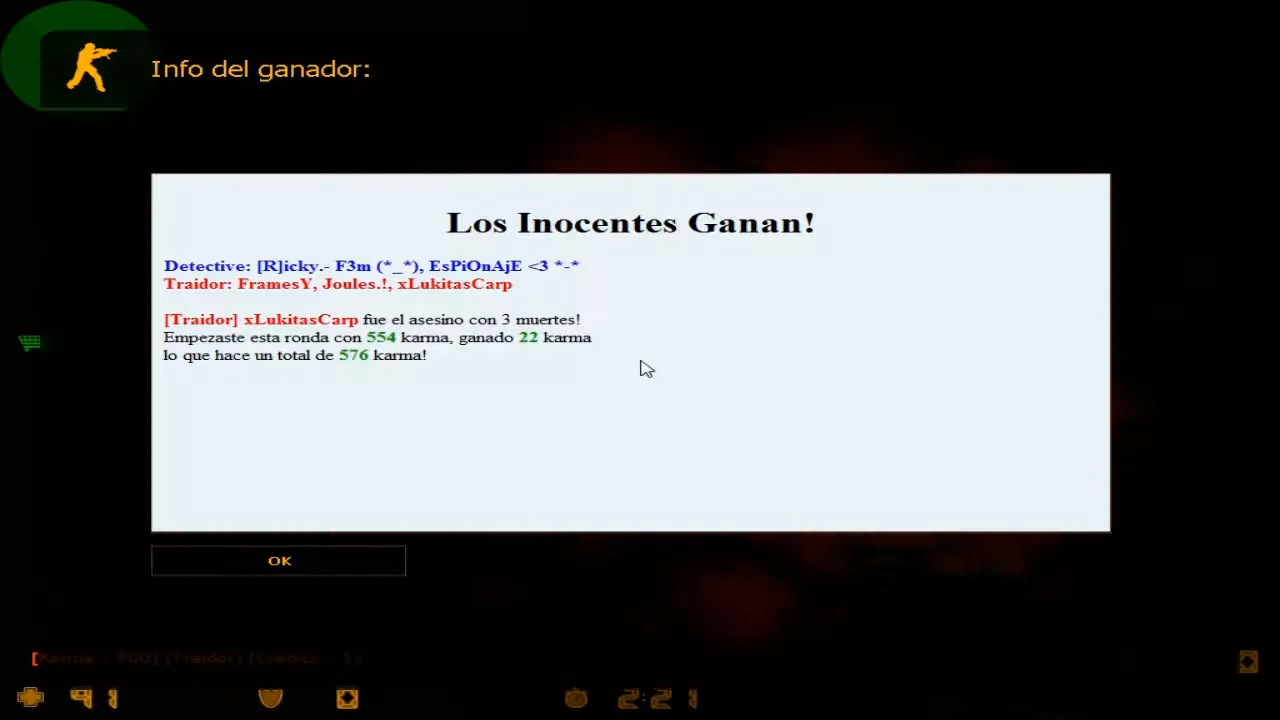 Info del ganador:
Los Inocentes Ganan!
Detective: [R]icky.- F3m (*_*), EsPiOnAjE <3 *-*
Traidor: FramesY, Joules.!, xLukitasCarp
[Traidor] xLukitasCarp fue el asesino con 3 muertes!
Empezaste esta ronda con 554 karma, ganado 22 karma
lo que hace un total de 576 karma!
OK